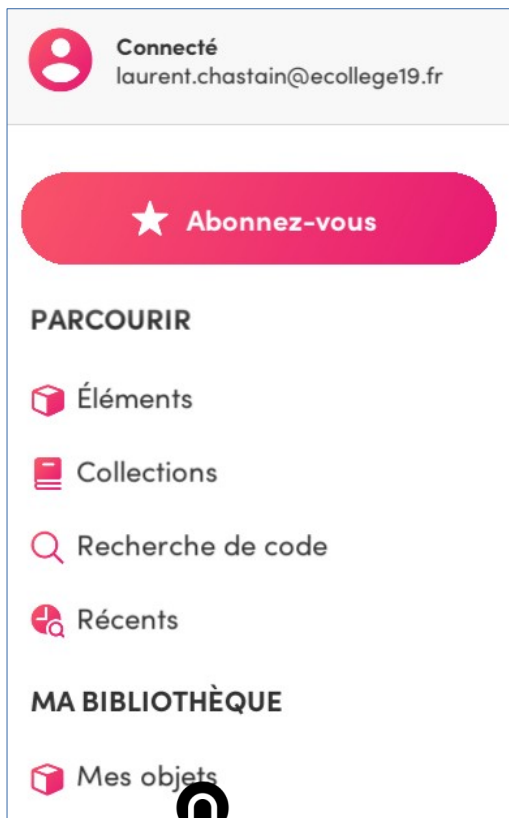 Connecté
laurent.chastain@ecollege19.fr
Abonnez-vous
PARCOURIR
Éléments
Collections
Recherche de code
Récents
MA BIBLIOTHÈQUE
Mes objets